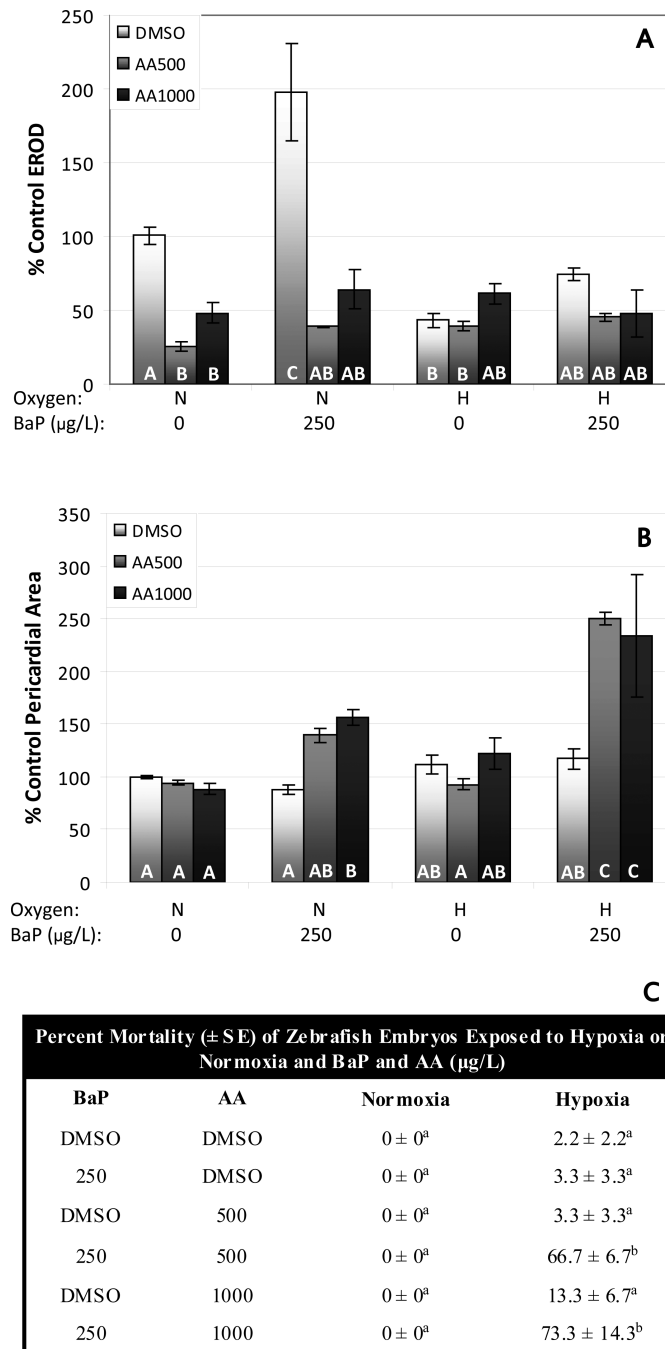 250
A
DMSO
AA500
AA1000
200
150
100
50
0
% Control EROD
A B B C AB AB B B AB AB AB AB
Oxygen: N N H H
BaP (µg/L): 0 250 0 250
350
B
DMSO
AA500
AA1000
300
250
200
150
100
50
0
% Control Pericardial Area
A A A A AB B AB A AB AB C C
Oxygen: N N H H
BaP (µg/L): 0 250 0 250
C
Percent Mortality (± SE) of Zebrafish Embryos Exposed to Hypoxia or
Normoxia and BaP and AA (µg/L)
BaP AA Normoxia Hypoxia
DMSO DMSO 0 ± 0ᵃ 2.2 ± 2.2ᵃ
250 DMSO 0 ± 0ᵃ 3.3 ± 3.3ᵃ
DMSO 500 0 ± 0ᵃ 3.3 ± 3.3ᵃ
250 500 0 ± 0ᵃ 66.7 ± 6.7ᵇ
DMSO 1000 0 ± 0ᵃ 13.3 ± 6.7ᵃ
250 1000 0 ± 0ᵃ 73.3 ± 14.3ᵇ